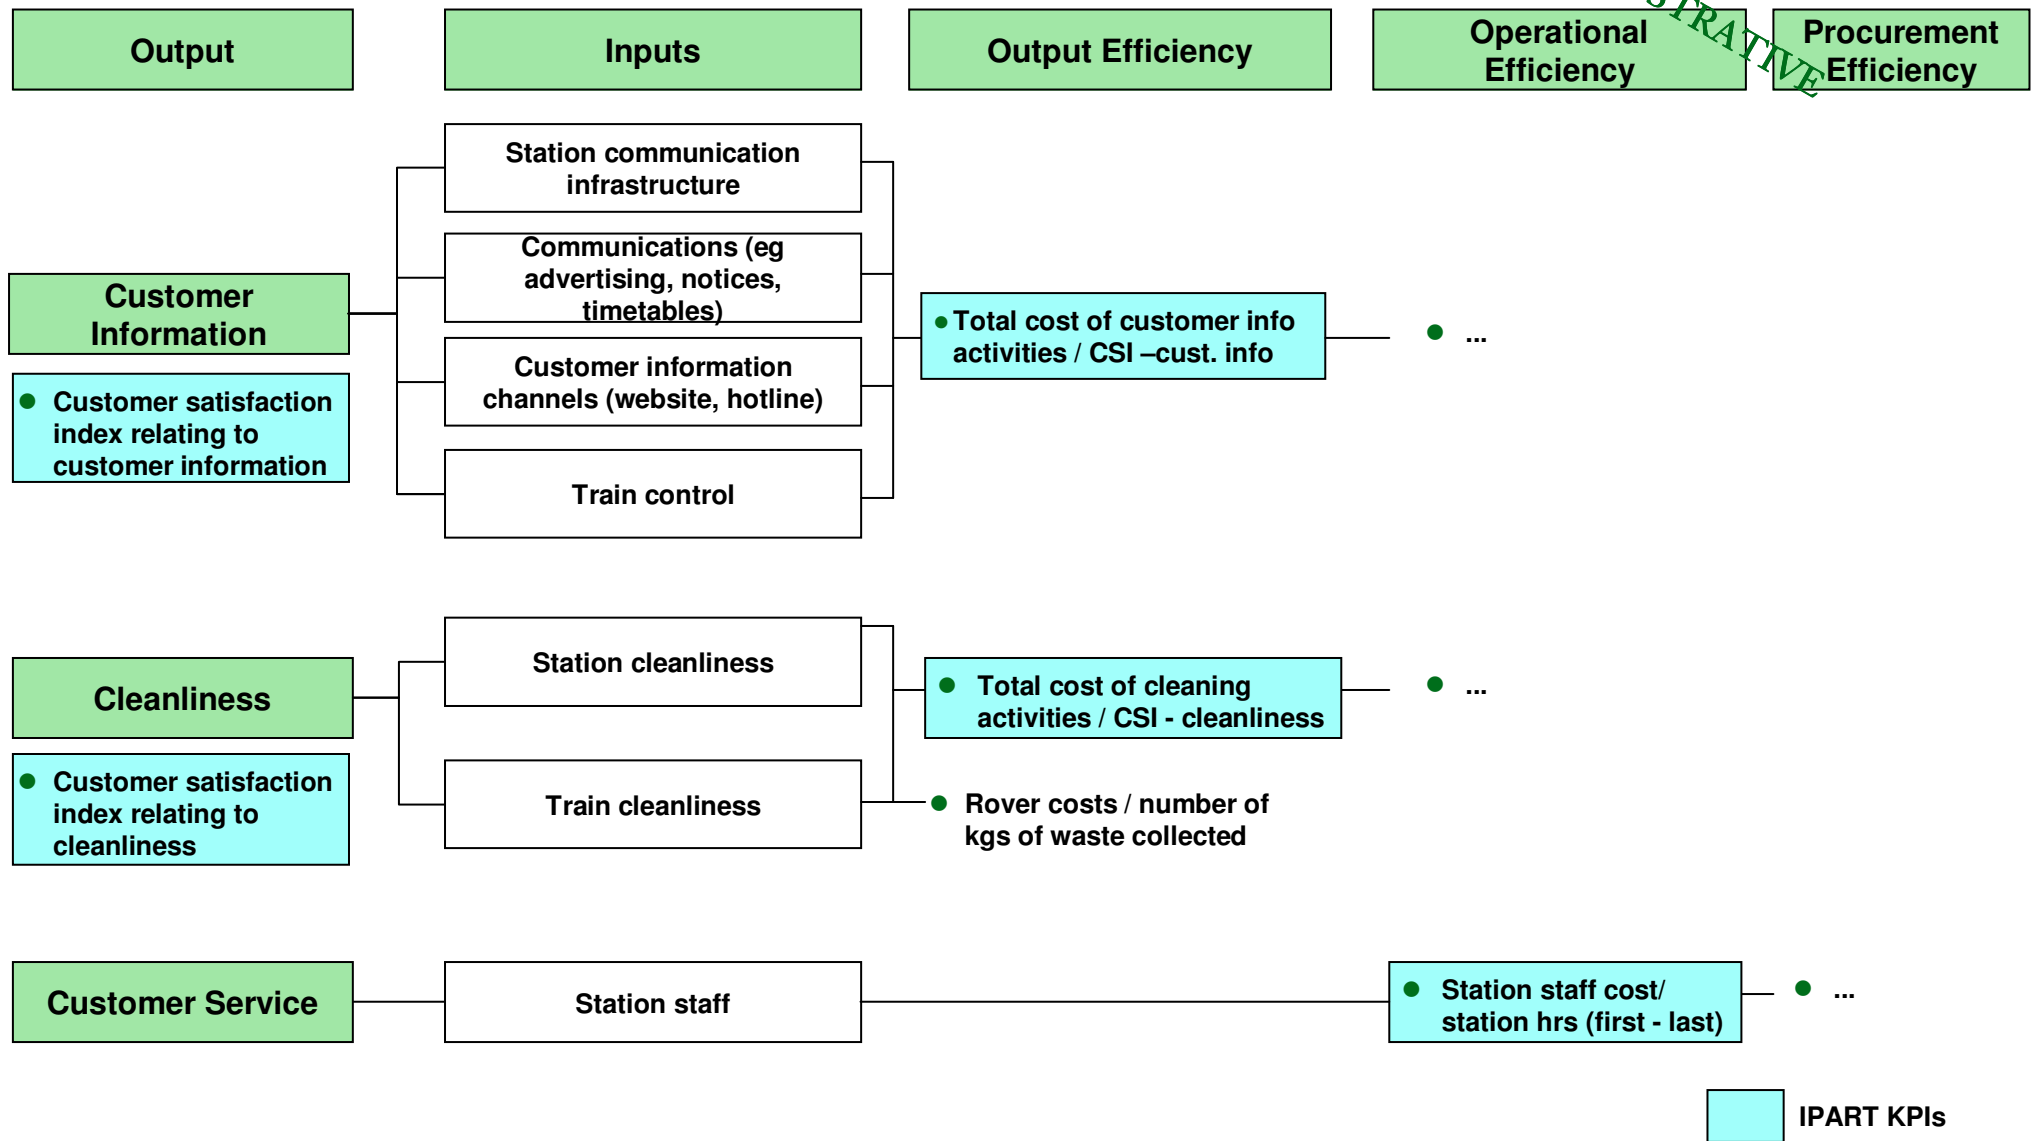 Output
Inputs
Output Efficiency
Operational
Efficiency
Procurement
Efficiency
STRATIVE
Station communication
infrastructure
Communications (eg
advertising, notices,
timetables)
Customer information
channels (website, hotline)
Train control
Customer
Information
● Customer satisfaction
index relating to
customer information
● Total cost of customer info
activities / CSI –cust. info
● ...
Station cleanliness
Train cleanliness
Cleanliness
● Customer satisfaction
index relating to
cleanliness
● Total cost of cleaning
activities / CSI - cleanliness
● Rover costs / number of
kgs of waste collected
● ...
Customer Service
Station staff
● Station staff cost/
station hrs (first - last)
● ...
IPART KPIs